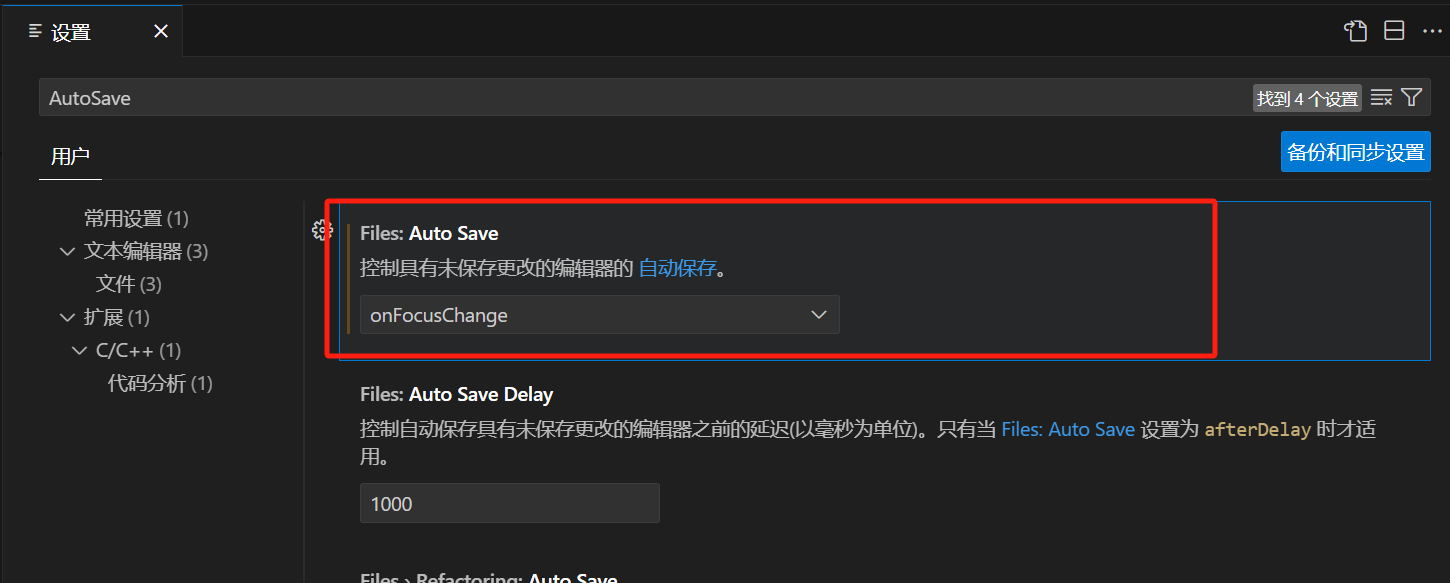 设置
AutoSave
找到 4 个设置
用户
备份和同步设置
常用设置 (1)
文本编辑器 (3)
文件 (3)
扩展 (1)
C/C++ (1)
代码分析 (1)
Files: Auto Save
控制具有未保存更改的编辑器的 自动保存。
onFocusChange
Files: Auto Save Delay
控制自动保存具有未保存更改的编辑器之前的延迟(以毫秒为单位)。只有当 Files: Auto Save 设置为 afterDelay 时才适
用。
1000
Files › Refactoring: Auto Save